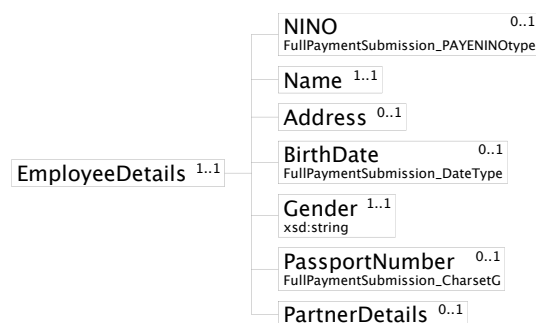 NINO 0..1
FullPaymentSubmission_PAYENINOtype
Name 1..1
Address 0..1
BirthDate 0..1
FullPaymentSubmission_DateType
EmployeeDetails 1..1
Gender 1..1
xsd:string
PassportNumber 0..1
FullPaymentSubmission_CharsetG
PartnerDetails 0..1